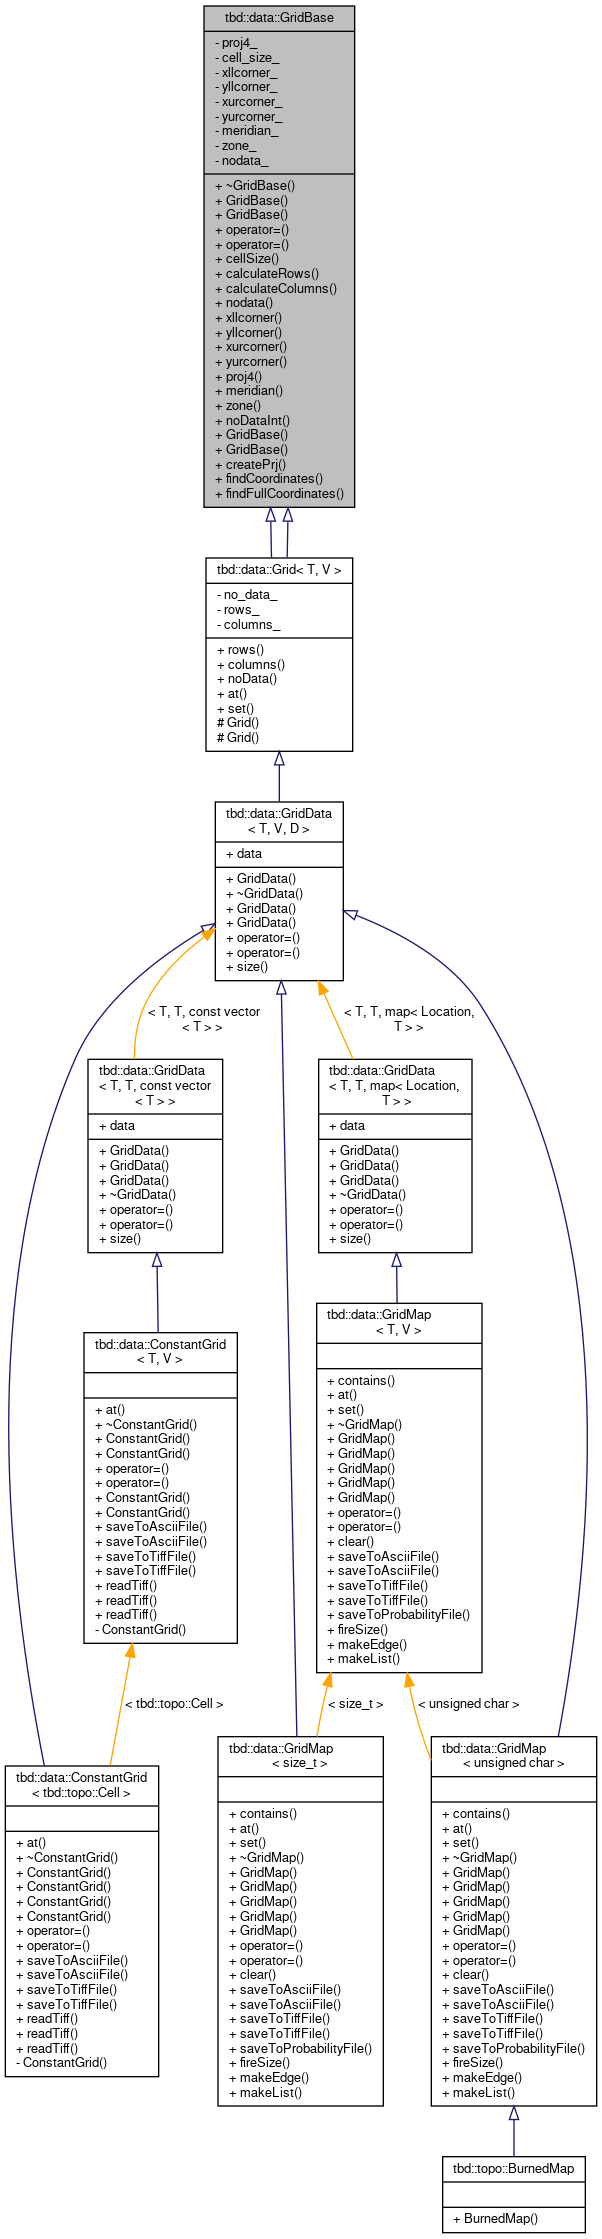 tbd::data::GridBase
- proj4_
- cell_size_
- xllcorner_
- yllcorner_
- xurcorner_
- yurcorner_
- meridian_
- zone_
- nodata_
+ ~GridBase()
+ GridBase()
+ GridBase()
+ operator=()
+ operator=()
+ cellSize()
+ calculateRows()
+ calculateColumns()
+ nodata()
+ xllcorner()
+ yllcorner()
+ xurcorner()
+ yurcorner()
+ proj4()
+ meridian()
+ zone()
+ noDataInt()
+ GridBase()
+ GridBase()
+ createPrj()
+ findCoordinates()
+ findFullCoordinates()
tbd::data::Grid< T, V >
- no_data_
- rows_
- columns_
+ rows()
+ columns()
+ noData()
+ at()
+ set()
# Grid()
# Grid()
tbd::data::GridData
< T, V, D >
+ data
+ GridData()
+ ~GridData()
+ GridData()
+ GridData()
+ operator=()
+ operator=()
+ size()
< T, T, const vector
< T > >
< T, T, map< Location,
T > >
tbd::data::GridData
< T, T, const vector
< T > >
+ data
+ GridData()
+ GridData()
+ GridData()
+ ~GridData()
+ operator=()
+ operator=()
+ size()
tbd::data::GridData
< T, T, map< Location,
T > >
+ data
+ GridData()
+ GridData()
+ GridData()
+ ~GridData()
+ operator=()
+ operator=()
+ size()
tbd::data::ConstantGrid
< T, V >
+ at()
+ ~ConstantGrid()
+ ConstantGrid()
+ ConstantGrid()
+ operator=()
+ operator=()
+ ConstantGrid()
+ ConstantGrid()
+ saveToAsciiFile()
+ saveToAsciiFile()
+ saveToTiffFile()
+ saveToTiffFile()
+ readTiff()
+ readTiff()
+ readTiff()
- ConstantGrid()
tbd::data::GridMap
< T, V >
+ contains()
+ at()
+ set()
+ ~GridMap()
+ GridMap()
+ GridMap()
+ GridMap()
+ GridMap()
+ GridMap()
+ operator=()
+ operator=()
+ clear()
+ saveToAsciiFile()
+ saveToAsciiFile()
+ saveToTiffFile()
+ saveToTiffFile()
+ saveToProbabilityFile()
+ fireSize()
+ makeEdge()
+ makeList()
< tbd::topo::Cell >
< size_t >
< unsigned char >
tbd::data::ConstantGrid
< tbd::topo::Cell >
+ at()
+ ~ConstantGrid()
+ ConstantGrid()
+ ConstantGrid()
+ ConstantGrid()
+ ConstantGrid()
+ operator=()
+ operator=()
+ saveToAsciiFile()
+ saveToAsciiFile()
+ saveToTiffFile()
+ saveToTiffFile()
+ readTiff()
+ readTiff()
+ readTiff()
- ConstantGrid()
tbd::data::GridMap
< size_t >
+ contains()
+ at()
+ set()
+ ~GridMap()
+ GridMap()
+ GridMap()
+ GridMap()
+ GridMap()
+ GridMap()
+ operator=()
+ operator=()
+ clear()
+ saveToAsciiFile()
+ saveToAsciiFile()
+ saveToTiffFile()
+ saveToTiffFile()
+ saveToProbabilityFile()
+ fireSize()
+ makeEdge()
+ makeList()
tbd::data::GridMap
< unsigned char >
+ contains()
+ at()
+ set()
+ ~GridMap()
+ GridMap()
+ GridMap()
+ GridMap()
+ GridMap()
+ GridMap()
+ operator=()
+ operator=()
+ clear()
+ saveToAsciiFile()
+ saveToAsciiFile()
+ saveToTiffFile()
+ saveToTiffFile()
+ saveToProbabilityFile()
+ fireSize()
+ makeEdge()
+ makeList()
tbd::topo::BurnedMap
+ BurnedMap()